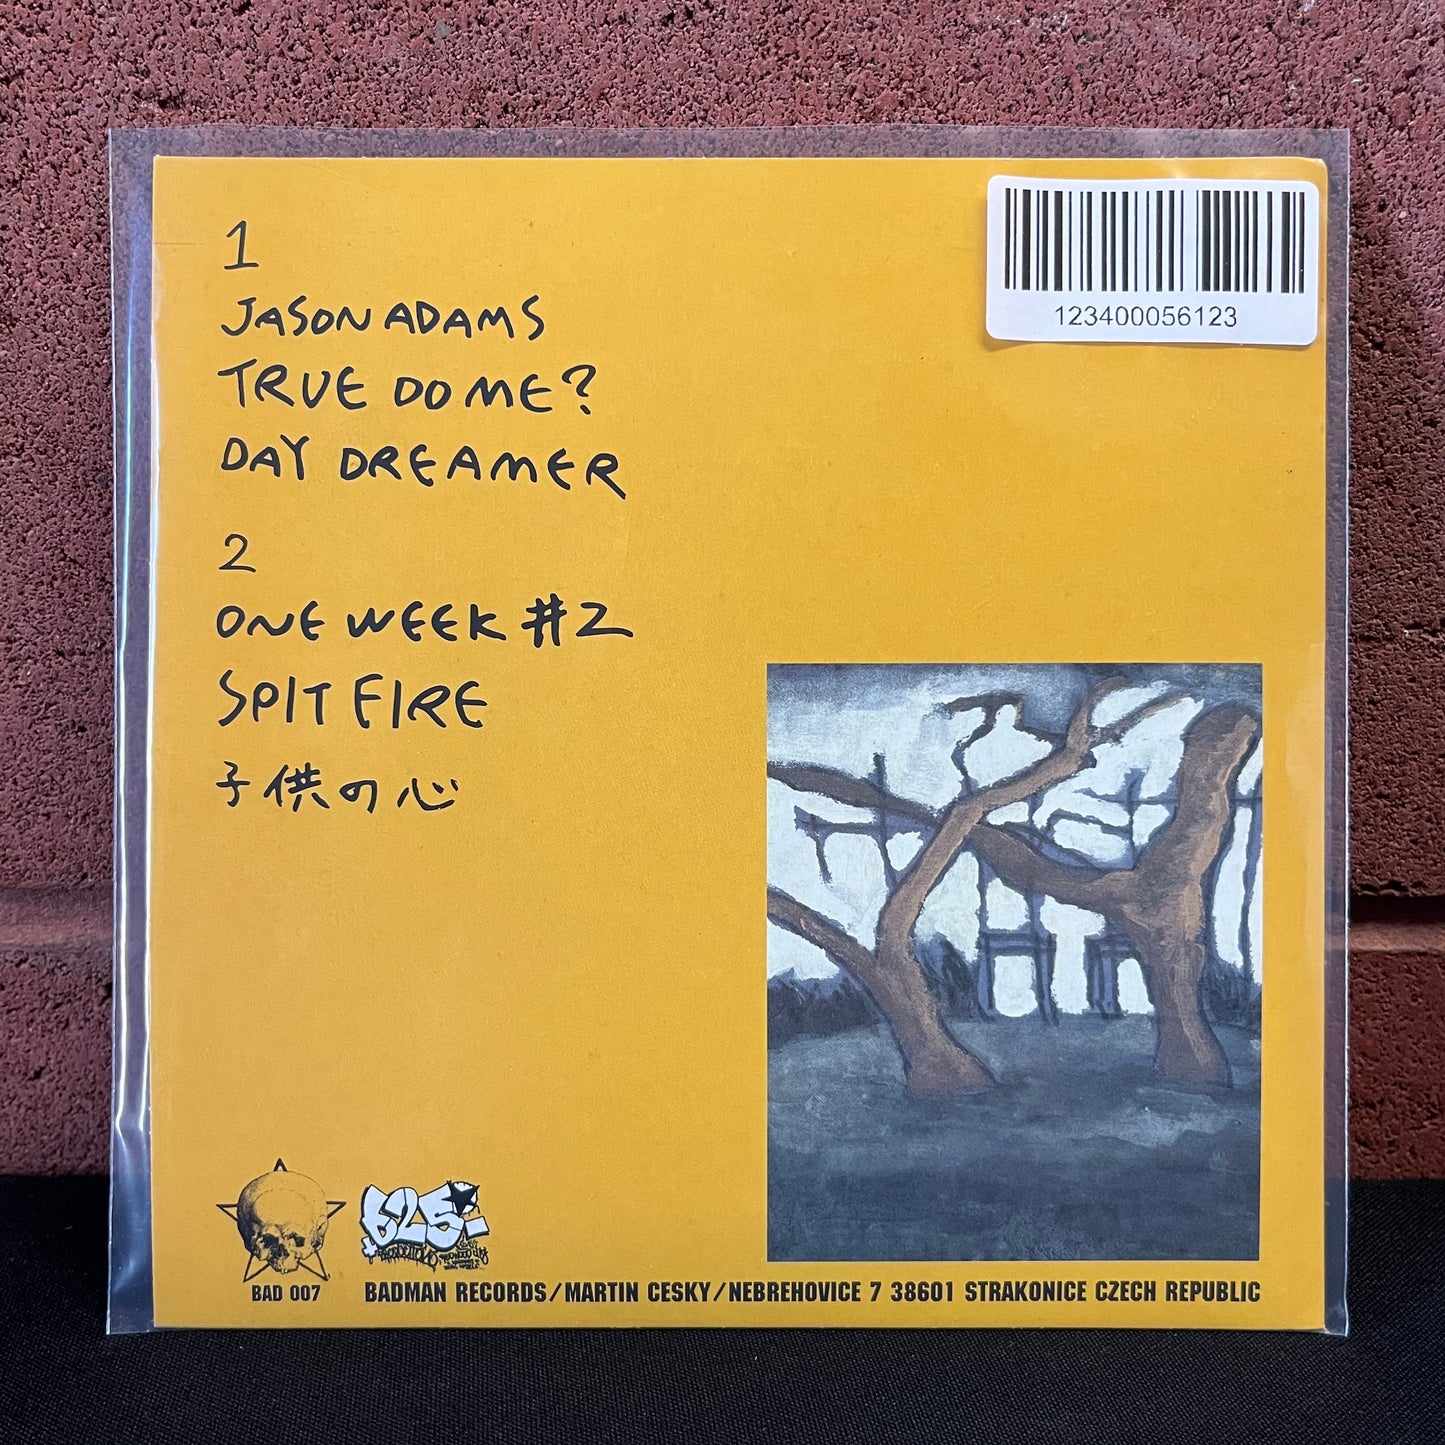 1
JASON ADAMS
TRUE DO ME?
DAY DREAMER
2
ONE WEEK #2
SPIT FIRE
子供の心
123400056123
625
BAD 007
BADMAN RECORDS/MARTIN CESKY/NEBREHOVICE 7 38601 STRAKONICE CZECH REPUBLIC